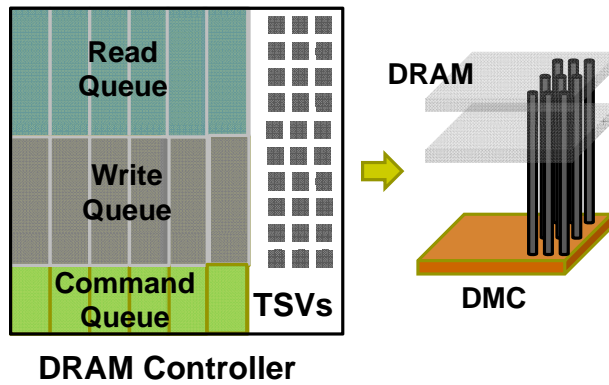 Read
Queue
Write
Queue
Command
Queue
TSVs
DRAM Controller
DRAM
DMC